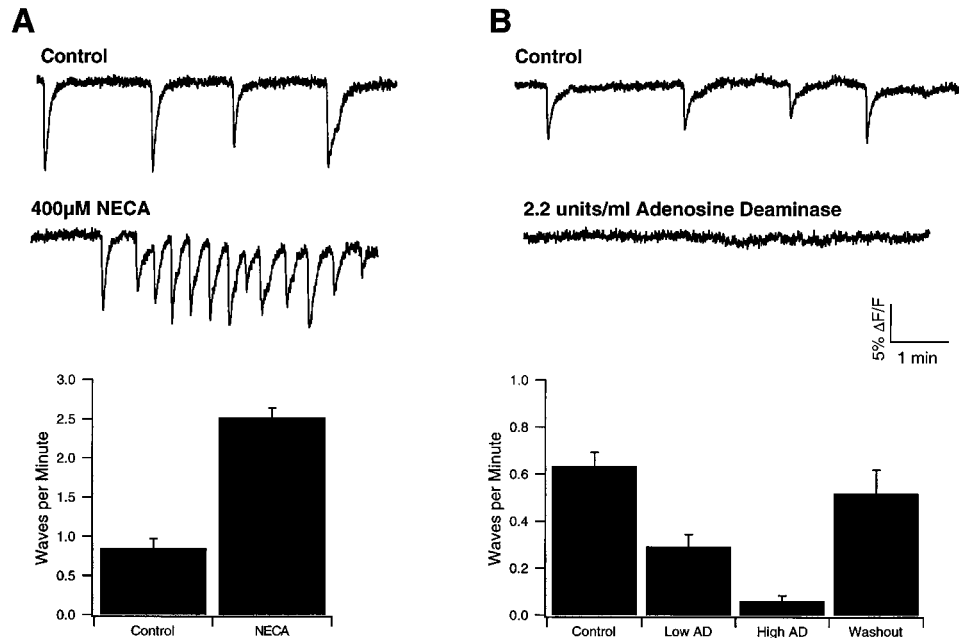 A
Control
400µM NECA
3.0
2.5
2.0
1.5
1.0
0.5
0.0
Waves per Minute
Control
NECA
B
Control
2.2 units/ml Adenosine Deaminase
5% ΔF/F
1 min
1.0
0.8
0.6
0.4
0.2
0.0
Waves per Minute
Control
Low AD
High AD
Washout